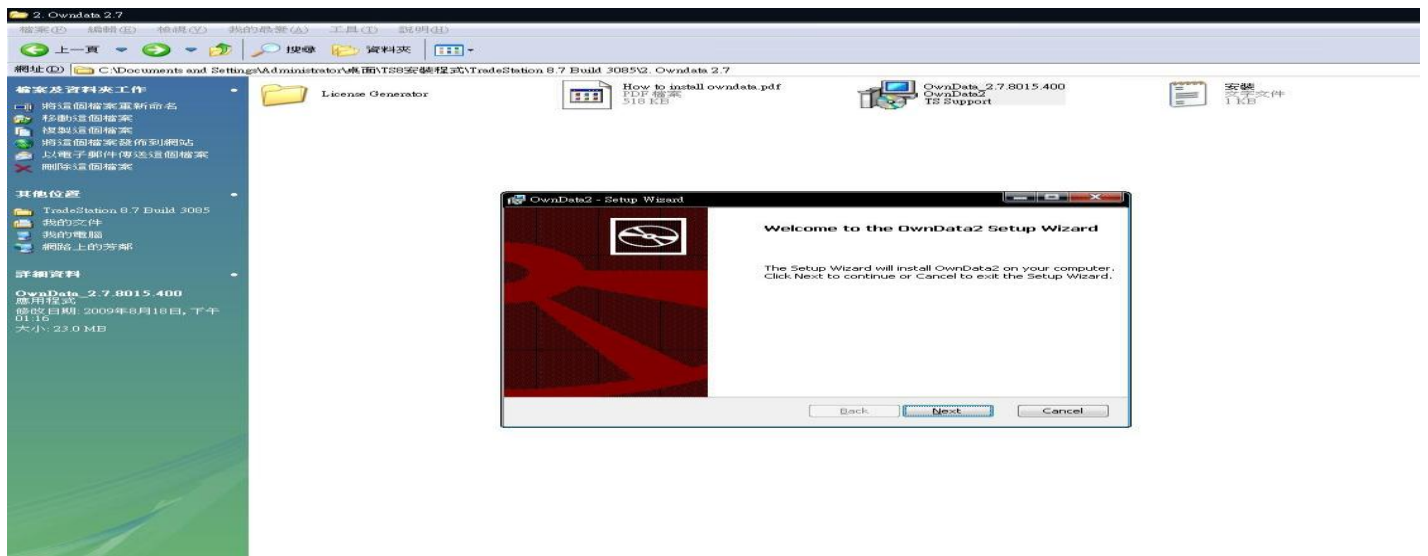 2. Owndata 2.7
檔案(F) 編輯(E) 檢視(V) 我的最愛(A) 工具(T) 說明(H)
上一頁 搜尋 資料夾
網址(D) C:\Documents and Settings\Administrator\桌面\TS8安裝程式\TradeStation 8.7 Build 3085\2. Owndata 2.7
檔案及資料夾工作
將這個檔案重新命名
移動這個檔案
複製這個檔案
將這個檔案發佈到網站
以電子郵件傳送這個檔案
刪除這個檔案
其他位置
TradeStation 8.7 Build 3085
我的文件
我的電腦
網路上的芳鄰
詳細資料
OwnData_2.7.8015.400
應用程式
修改日期: 2009年8月18日, 下午
01:16
大小: 23.0 MB
License Generator
How to install owndata.pdf
PDF 檔案
518 KB
OwnData_2.7.8015.400
OwnData2
TS Support
安裝
文字文件
1 KB
OwnData2 - Setup Wizard
Welcome to the OwnData2 Setup Wizard
The Setup Wizard will install OwnData2 on your computer.
Click Next to continue or Cancel to exit the Setup Wizard.
Back Next Cancel